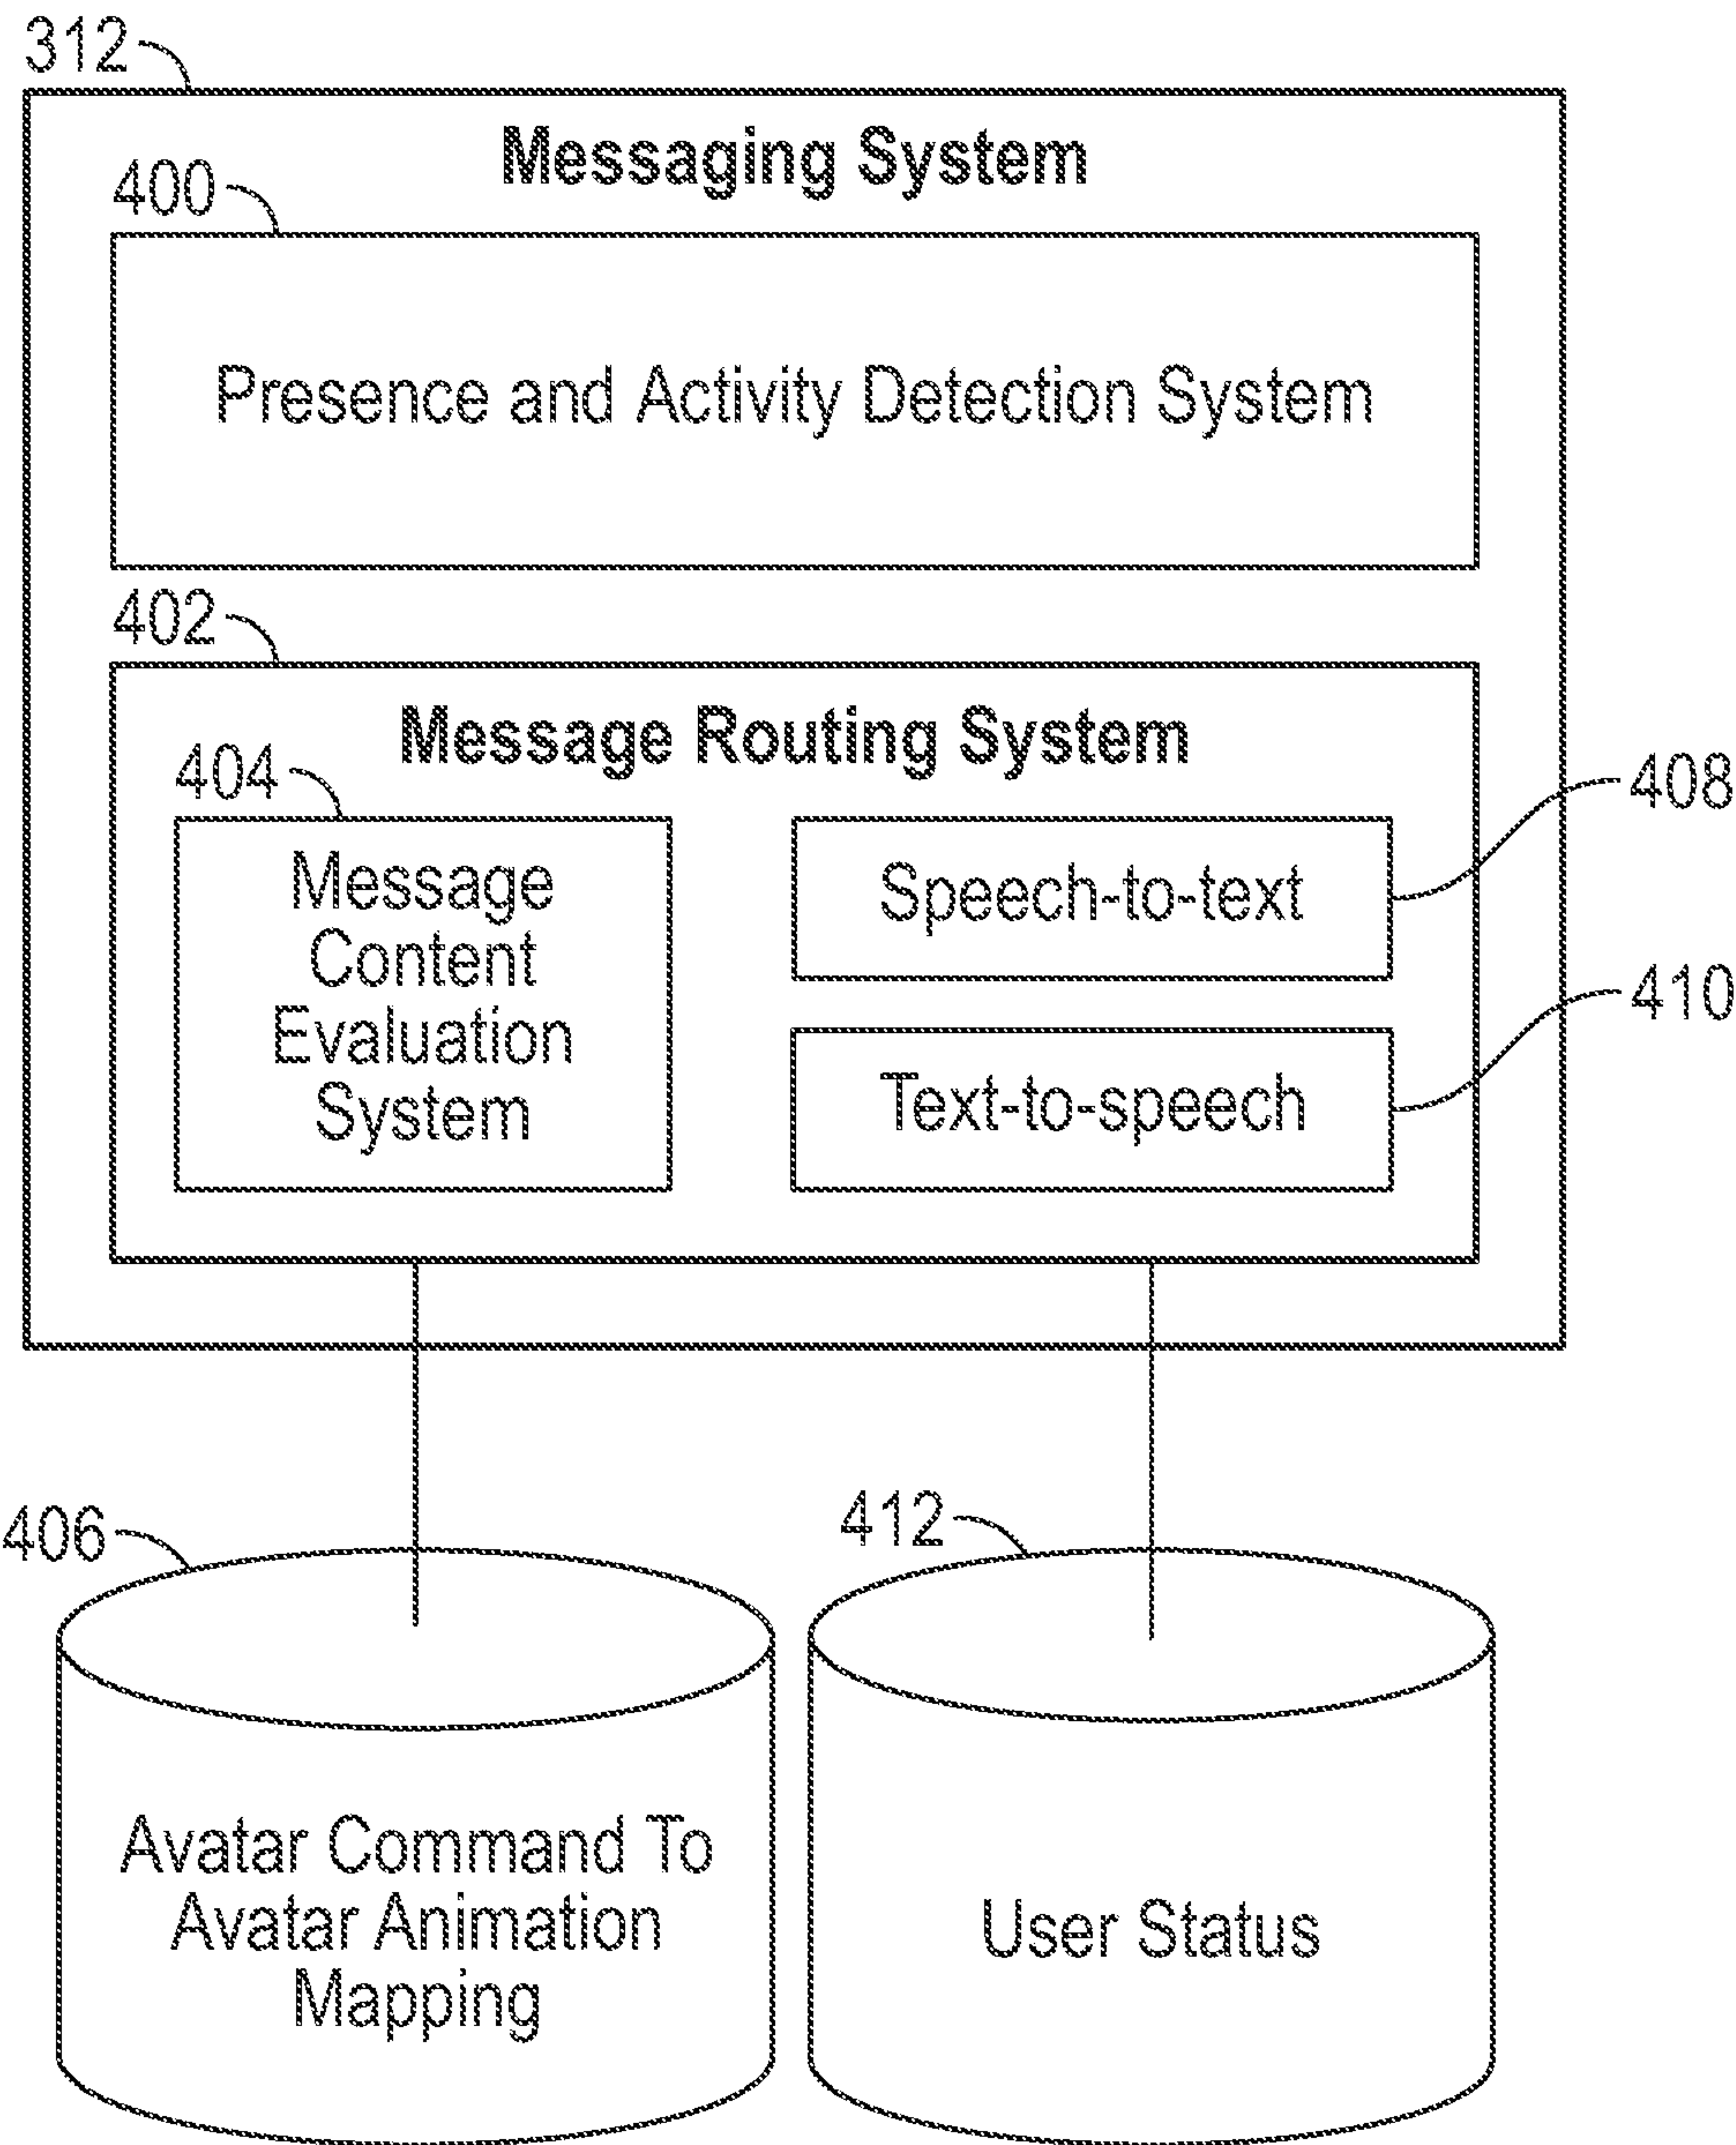 312
Messaging System
400
Presence and Activity Detection System
402
Message Routing System
404
Message
Content
Evaluation
System
Speech-to-text
408
Text-to-speech
410
406
Avatar Command To
Avatar Animation
Mapping
412
User Status